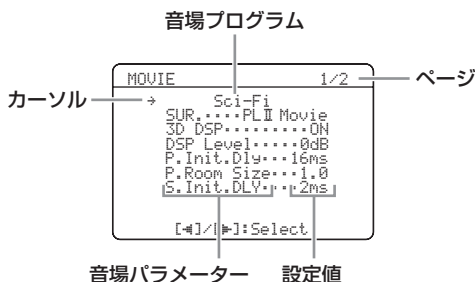 音場プログラム
MOVIE 1/2
ページ
カーソル
→ Sci-Fi
SUR.····PLⅡ Movie
3D DSP·········ON
DSP Level·····0dB
P.Init.Dly···16ms
P.Room Size···1.0
S.Init.DLY····2ms
[◄]/[►]:Select
音場パラメーター 設定値